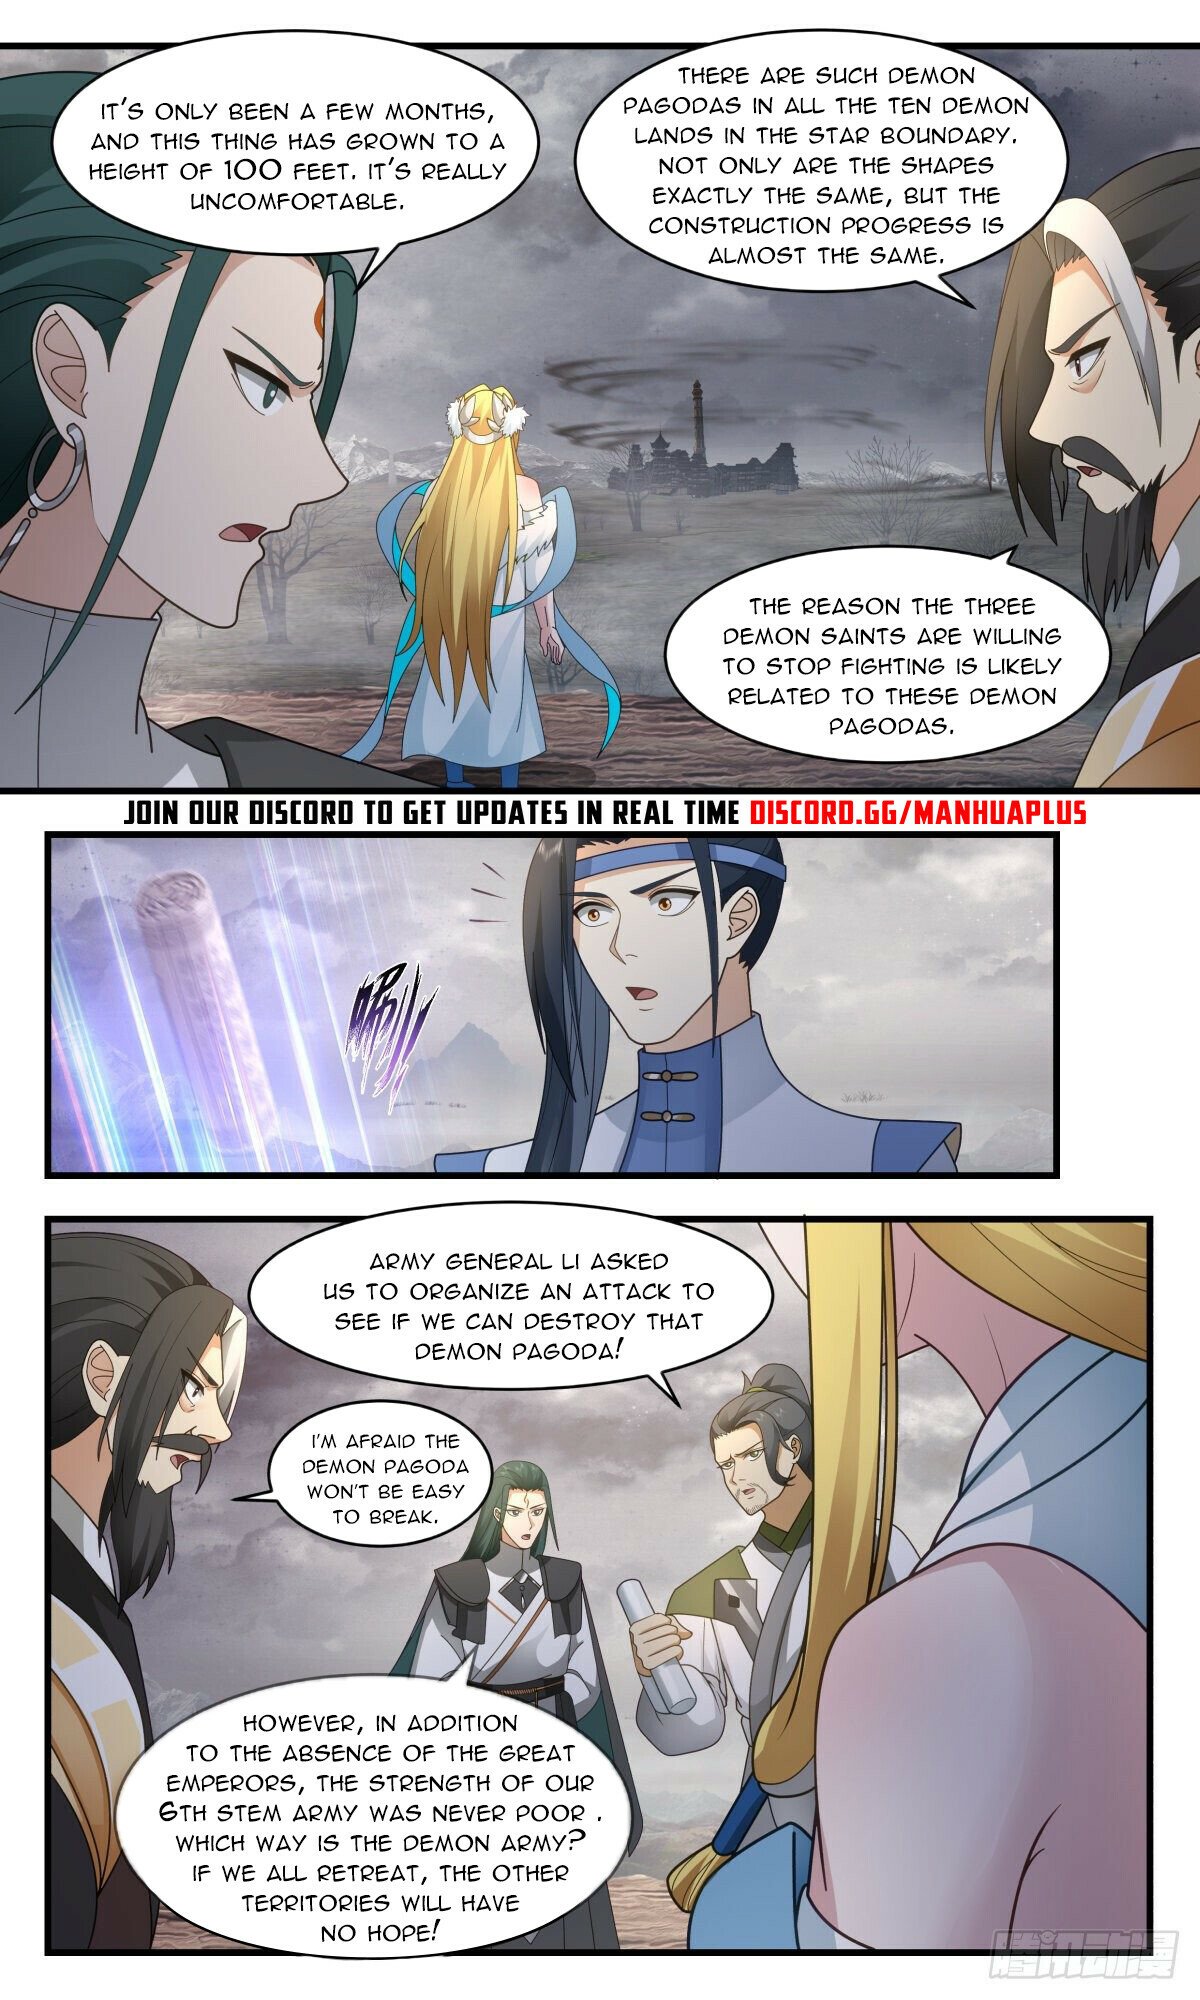 IT'S ONLY BEEN A FEW MONTHS,
AND THIS THING HAS GROWN TO A
HEIGHT OF 100 FEET. IT'S REALLY
UNCOMFORTABLE.
THERE ARE SUCH DEMON
PAGODAS IN ALL THE TEN DEMON
LANDS IN THE STAR BOUNDARY.
NOT ONLY ARE THE SHAPES
EXACTLY THE SAME, BUT THE
CONSTRUCTION PROGRESS IS
ALMOST THE SAME.
THE REASON THE THREE
DEMON SAINTS ARE WILLING
TO STOP FIGHTING IS LIKELY
RELATED TO THESE DEMON
PAGODAS.
JOIN OUR DISCORD TO GET UPDATES IN REAL TIME DISCORD.GG/MANHUAPLUS
ARMY GENERAL LI ASKED
US TO ORGANIZE AN ATTACK TO
SEE IF WE CAN DESTROY THAT
DEMON PAGODA!
I'M AFRAID THE
DEMON PAGODA
WON'T BE EASY
TO BREAK.
HOWEVER, IN ADDITION
TO THE ABSENCE OF THE GREAT
EMPERORS, THE STRENGTH OF OUR
6TH STEM ARMY WAS NEVER POOR .
WHICH WAY IS THE DEMON ARMY?
IF WE ALL RETREAT, THE OTHER
TERRITORIES WILL HAVE
NO HOPE!
腾讯动漫